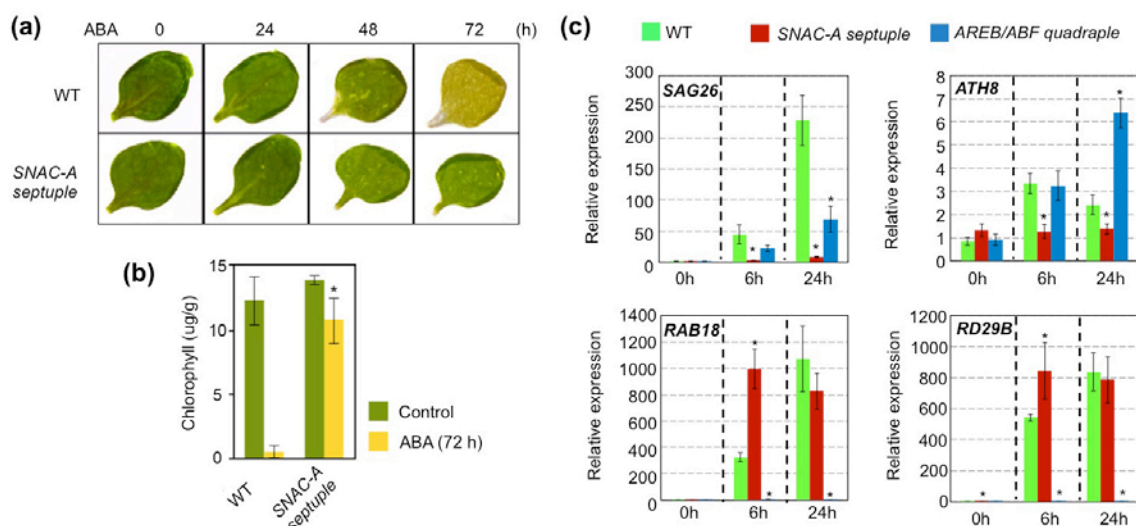 (a)
ABA 0 24 48 72 (h)
WT
SNAC-A
septuple
(b)
Chlorophyll (ug/g)
15
10
5
0
WT
SNAC-A
septuple
*
Control
ABA (72 h)
(c)
WT
SNAC-A septuple
AREB/ABF quadraple
Relative expression
300
250
200
150
100
50
0
SAG26
*
*
*
0h
6h
24h
Relative expression
8
7
6
5
4
3
2
1
0
ATH8
*
*
*
0h
6h
24h
Relative expression
1400
1200
1000
800
600
400
200
0
RAB18
*
*
*
0h
6h
24h
Relative expression
1200
1000
800
600
400
200
0
RD29B
*
*
*
*
0h
6h
24h